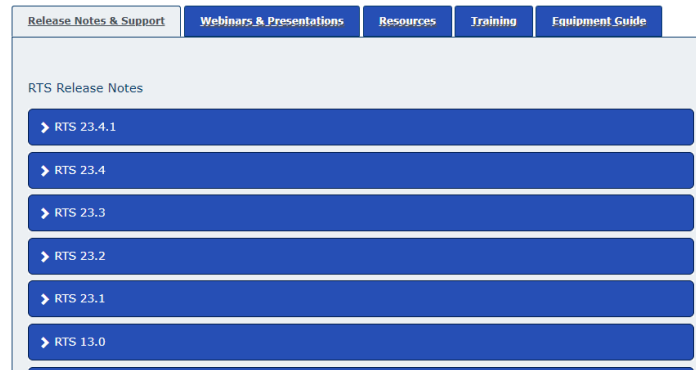 Release Notes & Support Webinars & Presentations Resources Training Equipment Guide
RTS Release Notes
RTS 23.4.1
RTS 23.4
RTS 23.3
RTS 23.2
RTS 23.1
RTS 13.0